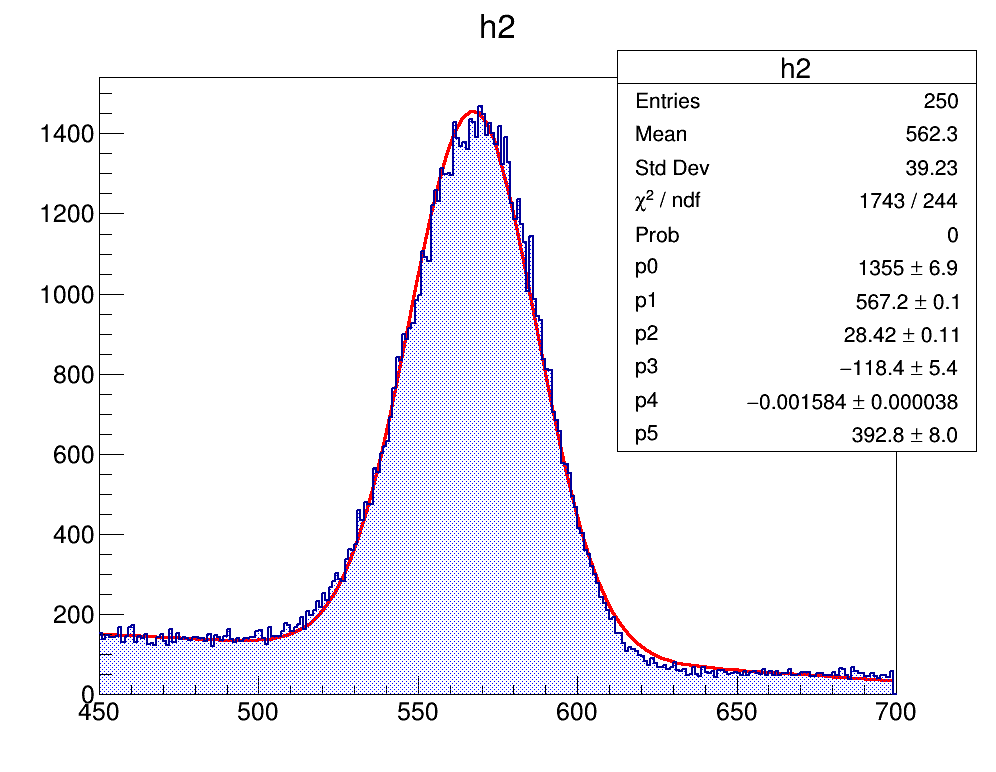 h2
h2
Entries 250
Mean 562.3
Std Dev 39.23
χ² / ndf 1743 / 244
Prob 0
p0 1355 ± 6.9
p1 567.2 ± 0.1
p2 28.42 ± 0.11
p3 −118.4 ± 5.4
p4 −0.001584 ± 0.000038
p5 392.8 ± 8.0
1400
1200
1000
800
600
400
200
0
450 500 550 600 650 700